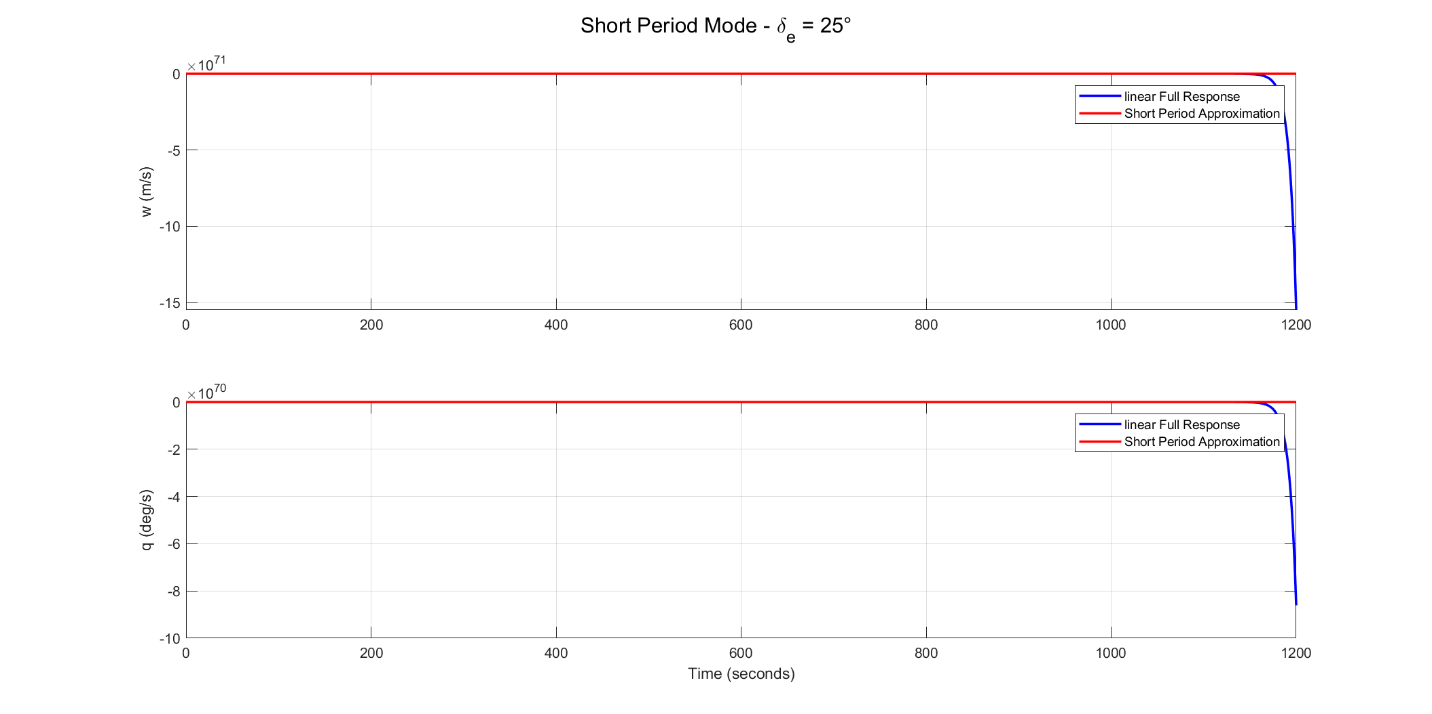 Short Period Mode - δe = 25°
×10^71
0
-5
-10
-15
w (m/s)
linear Full Response
Short Period Approximation
0 200 400 600 800 1000 1200
×10^70
0
-2
-4
-6
-8
-10
q (deg/s)
linear Full Response
Short Period Approximation
0 200 400 600 800 1000 1200
Time (seconds)